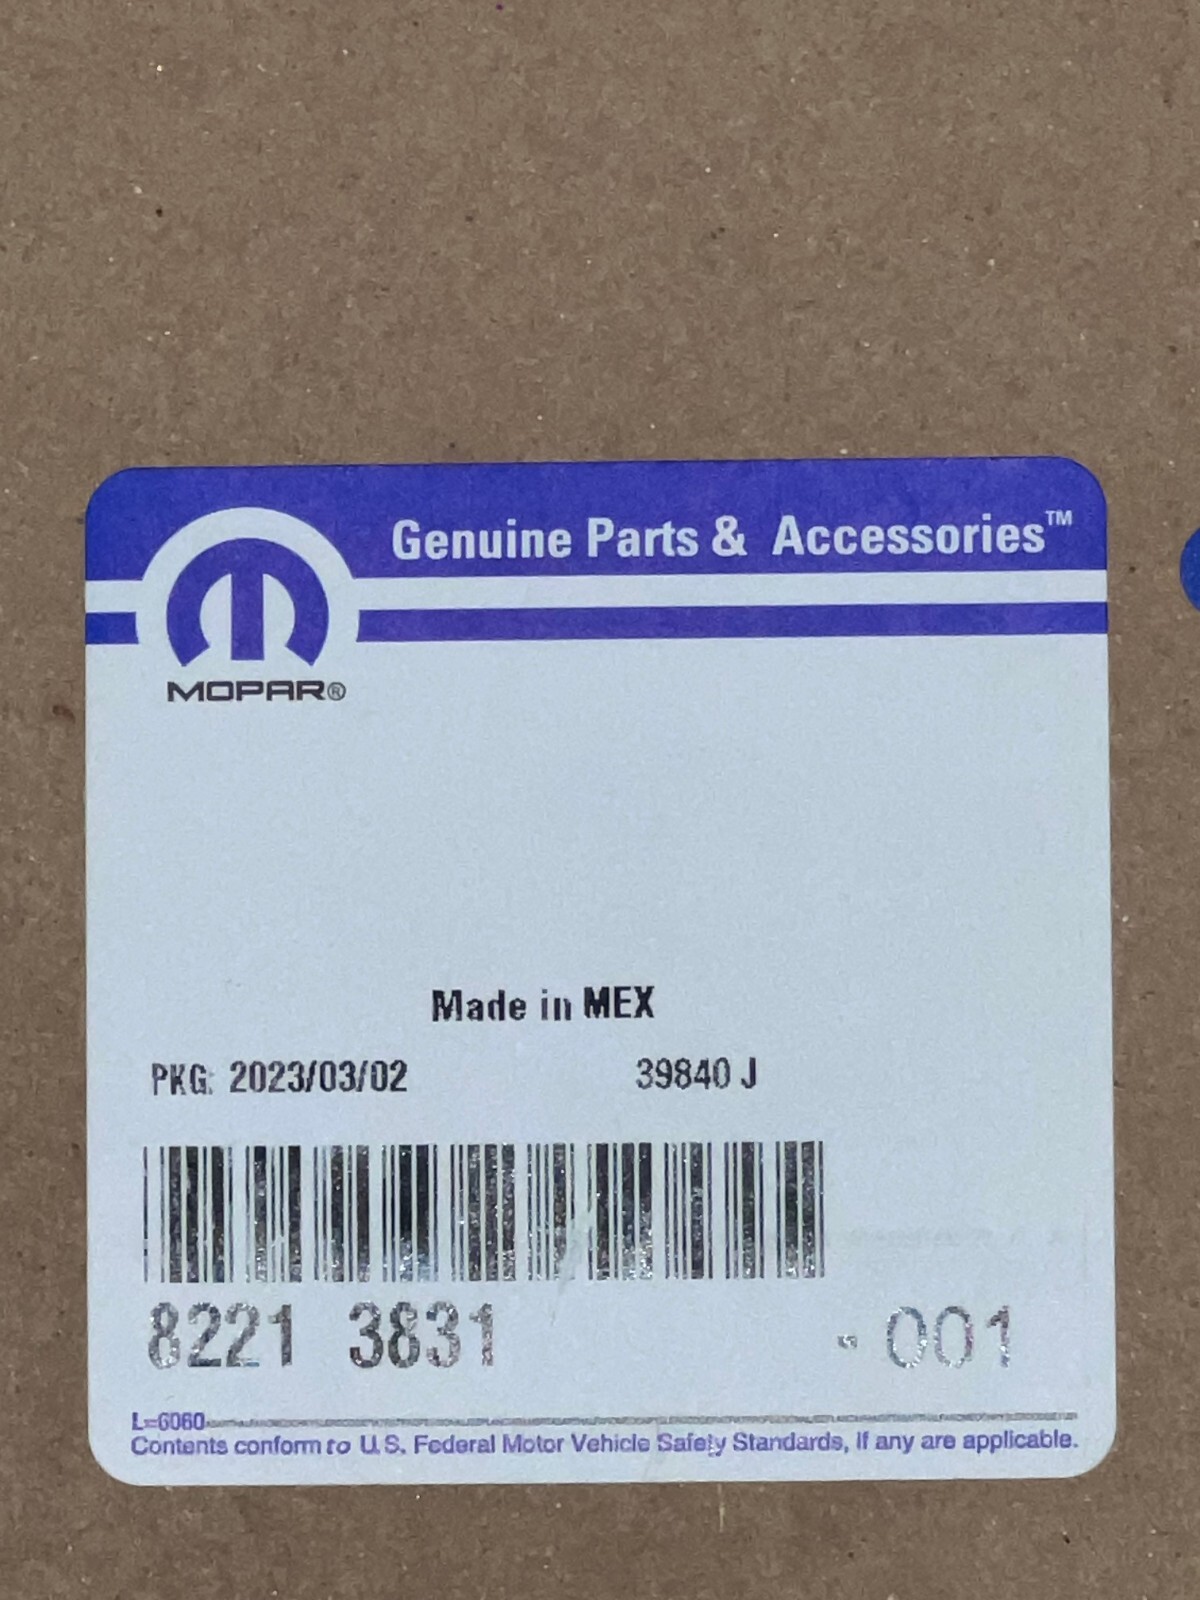 Genuine Parts & Accessories™
MOPAR®
Made in MEX
PKG: 2023/03/02 39840 J
8221 3831 - 001
L=6060
Contents conform to U.S. Federal Motor Vehicle Safety Standards, If any are applicable.